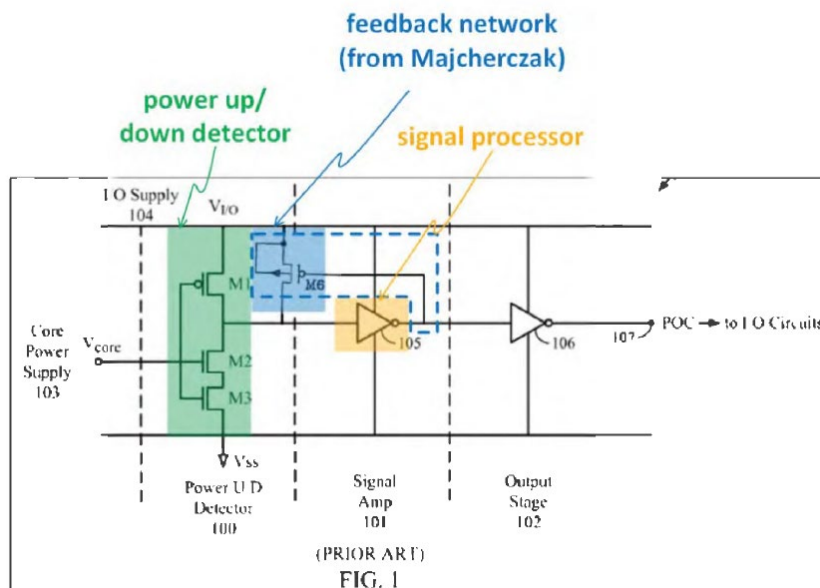 feedback network
(from Majcherczak)
power up/
down detector
signal processor
I O Supply
104
V_I/O
M1
M6
Core
Power
Supply
103
V_core
M2
M3
105
106
107
POC
to I O Circuits
Vss
Power U D
Detector
100
Signal
Amp
101
Output
Stage
102
(PRIOR ART)
FIG. 1